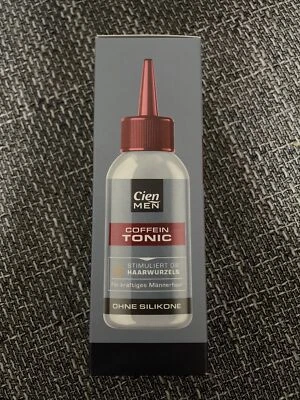 Cien
MEN
COFFEIN
TONIC
STIMULIERT DIE
HAARWURZELN
Für kräftiges Männerhaar
OHNE SILIKONE